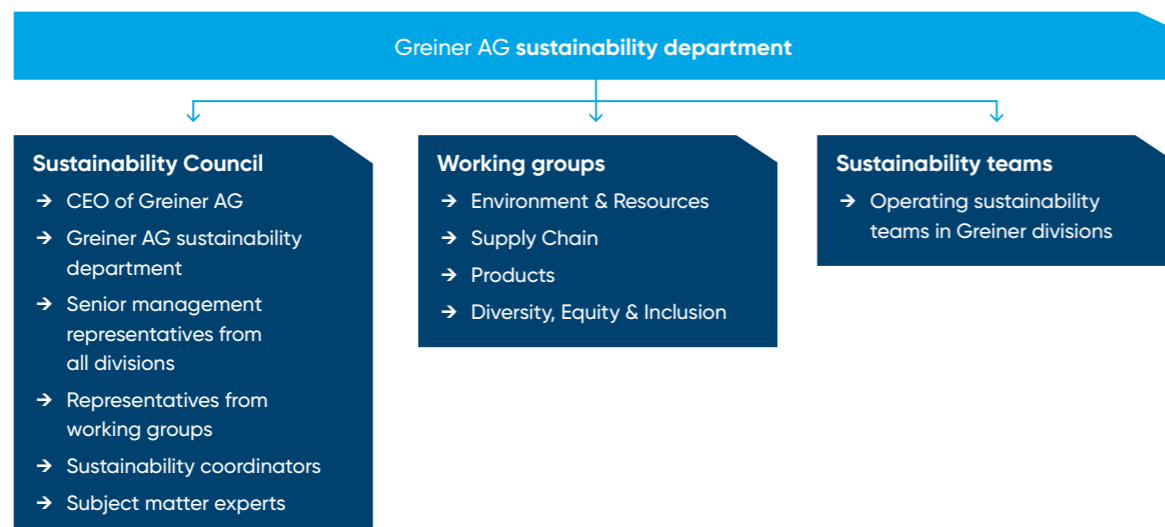 Greiner AG sustainability department
Sustainability Council
→ CEO of Greiner AG
→ Greiner AG sustainability
department
→ Senior management
representatives from
all divisions
→ Representatives from
working groups
→ Sustainability coordinators
→ Subject matter experts
Working groups
→ Environment & Resources
→ Supply Chain
→ Products
→ Diversity, Equity & Inclusion
Sustainability teams
→ Operating sustainability
teams in Greiner divisions